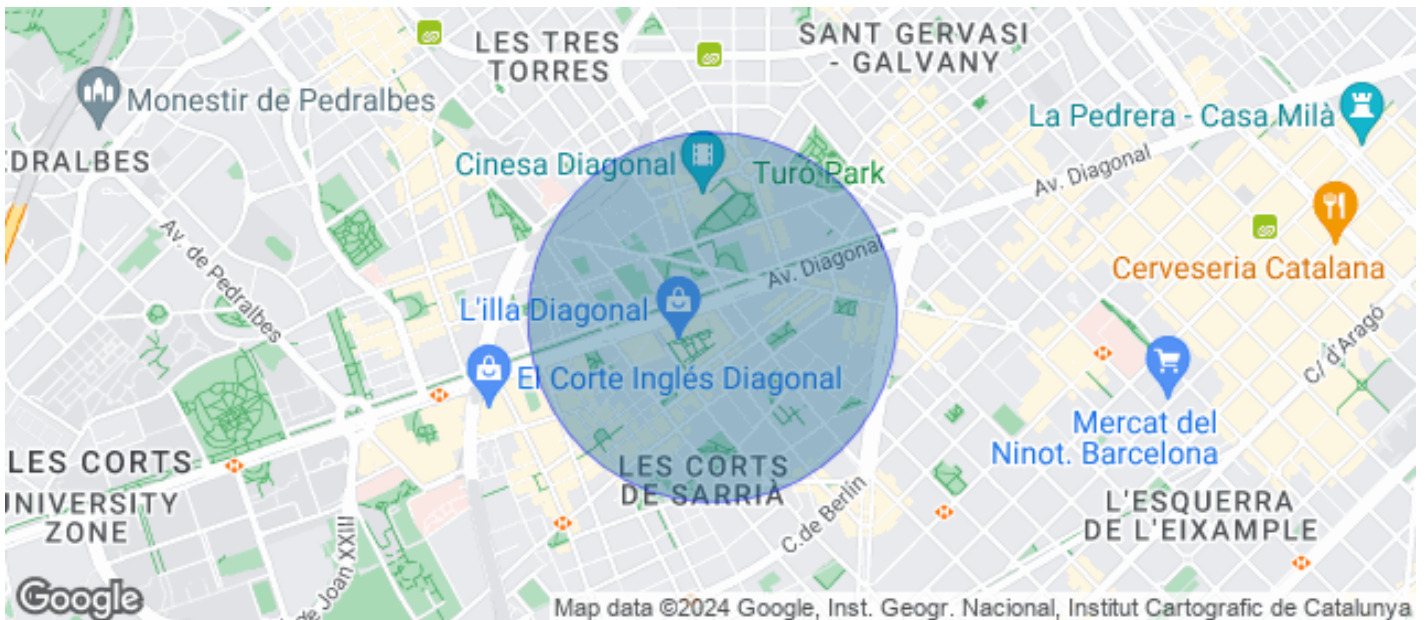 LES TRES
TORRES
SANT GERVASI
- GALVANY
Monestir de Pedralbes
La Pedrera - Casa Milà
EDRALBES
Cinesa Diagonal
Turó Park
Av. Diagonal
Av. de Pedralbes
Av. Diagonal
Cerveseria Catalana
L'illa Diagonal
C/ d'Aragó
El Corte Inglés Diagonal
Mercat del
Ninot. Barcelona
LES CORTS
UNIVERSITY
ZONE
LES CORTS
DE SARRIÀ
C.de Berlín
L'ESQUERRA
DE L'EIXAMPLE
de Joan XXIII
Google
Map data ©2024 Google, Inst. Geogr. Nacional, Institut Cartografic de Catalunya